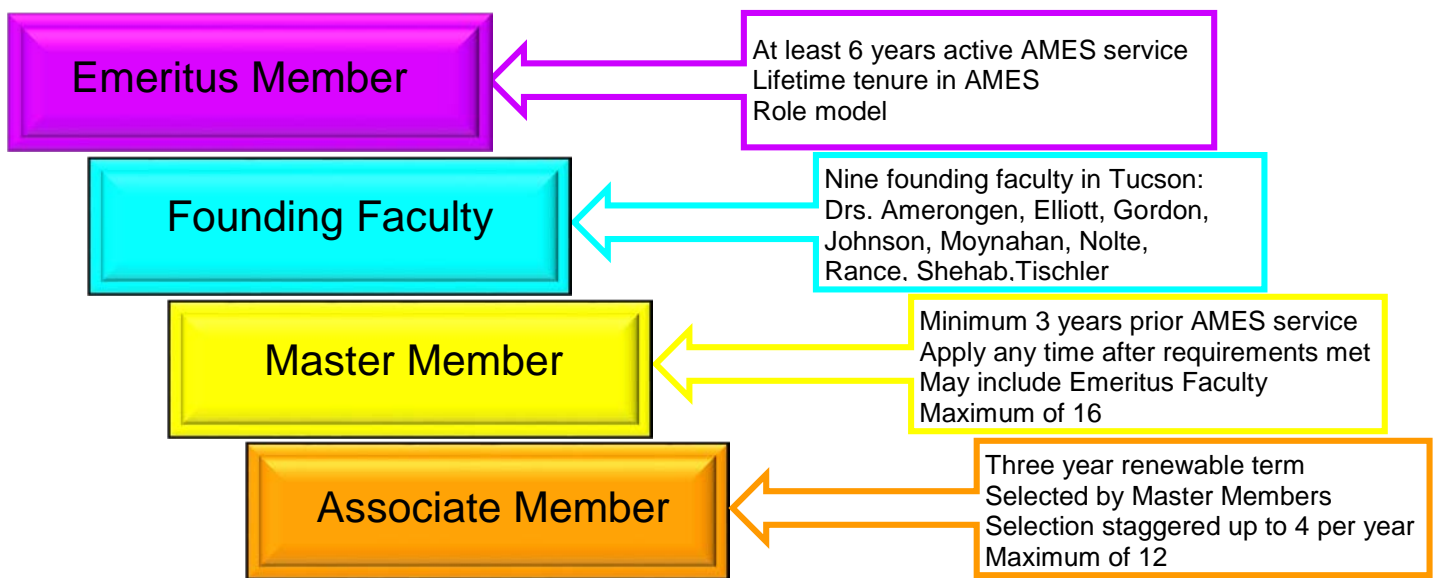 Emeritus Member
At least 6 years active AMES service
Lifetime tenure in AMES
Role model
Founding Faculty
Nine founding faculty in Tucson:
Drs. Amerongen, Elliott, Gordon,
Johnson, Moynahan, Nolte,
Rance, Shehab,Tischler
Master Member
Minimum 3 years prior AMES service
Apply any time after requirements met
May include Emeritus Faculty
Maximum of 16
Associate Member
Three year renewable term
Selected by Master Members
Selection staggered up to 4 per year
Maximum of 12